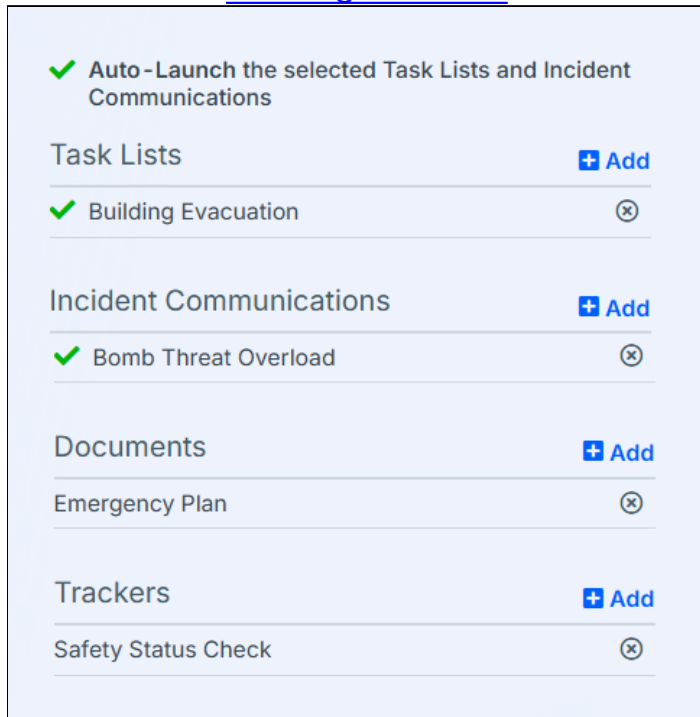 Auto-Launch the selected Task Lists and Incident
Communications
Task Lists
Add
Building Evacuation
Incident Communications
Add
Bomb Threat Overload
Documents
Add
Emergency Plan
Trackers
Add
Safety Status Check